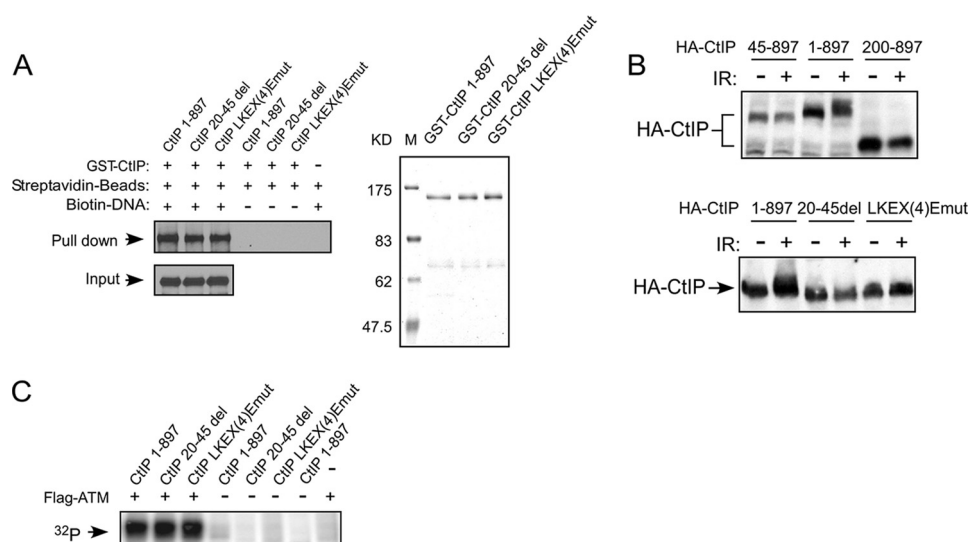 A
CtIP 1-897
CtIP 20-45 del
CtIP LKEX(4)Emut
CtIP 1-897
CtIP 20-45 del
CtIP LKEX(4)Emut
GST-CtIP: + + + + + + -
Streptavidin-Beads: + + + + + + +
Biotin-DNA: + + + - - - +
Pull down
Input
GST-CtIP 1-897
GST-CtIP 20-45 del
GST-CtIP LKEX(4)Emut
KD M
175
83
62
47.5
B
HA-CtIP 45-897 1-897 200-897
IR: - + - + - +
HA-CtIP
HA-CtIP 1-897 20-45del LKEX(4)Emut
IR: - + - + - +
HA-CtIP
C
CtIP 1-897
CtIP 20-45 del
CtIP LKEX(4)Emut
CtIP 1-897
CtIP 20-45 del
CtIP LKEX(4)Emut
CtIP 1-897
-
Flag-ATM + + + - - - - +
32P